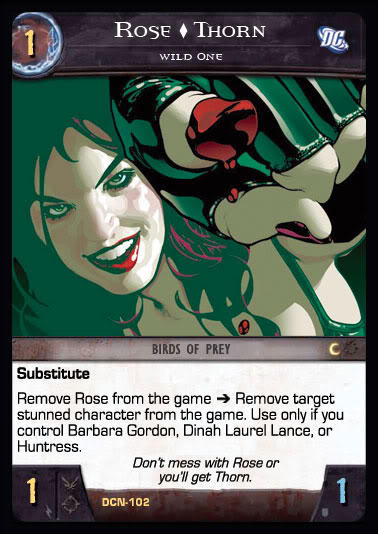 1
Rose ♦ Thorn
DC
WILD ONE
BIRDS OF PREY
C
Substitute
Remove Rose from the game ➔ Remove target
stunned character from the game. Use only if you
control Barbara Gordon, Dinah Laurel Lance, or
Huntress.
Don't mess with Rose or
you'll get Thorn.
1
DCN-102
1